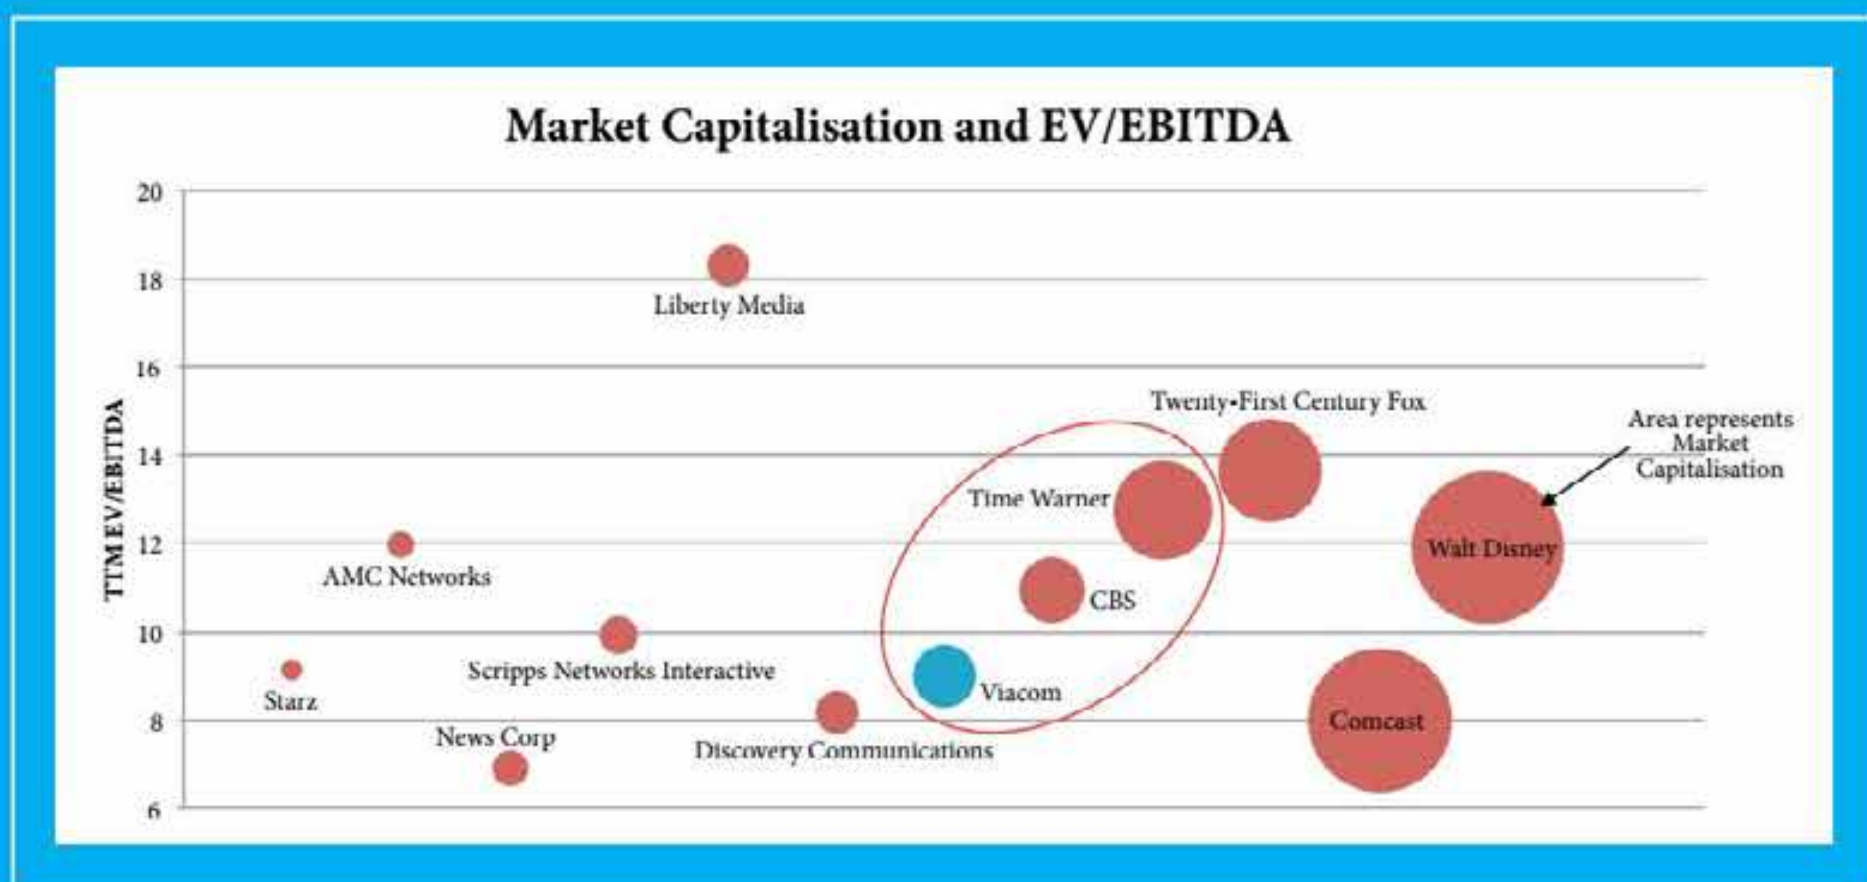 Market Capitalisation and EV/EBITDA
20
18
16
14
12
10
8
6
TTM EV/EBITDA
Liberty Media
Twenty-First Century Fox
Area represents
Market
Capitalisation
Time Warner
Walt Disney
AMC Networks
CBS
Scripps Networks Interactive
Starz
Viacom
Comcast
News Corp
Discovery Communications